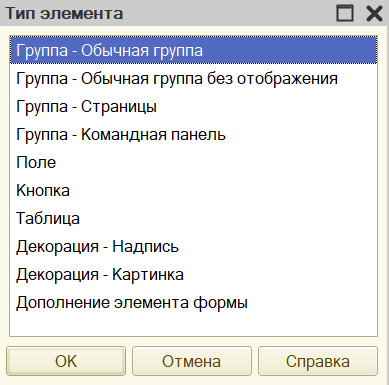 Тип элемента
Группа - Обычная группа
Группа - Обычная группа без отображения
Группа - Страницы
Группа - Командная панель
Поле
Кнопка
Таблица
Декорация - Надпись
Декорация - Картинка
Дополнение элемента формы
OK
Отмена
Справка